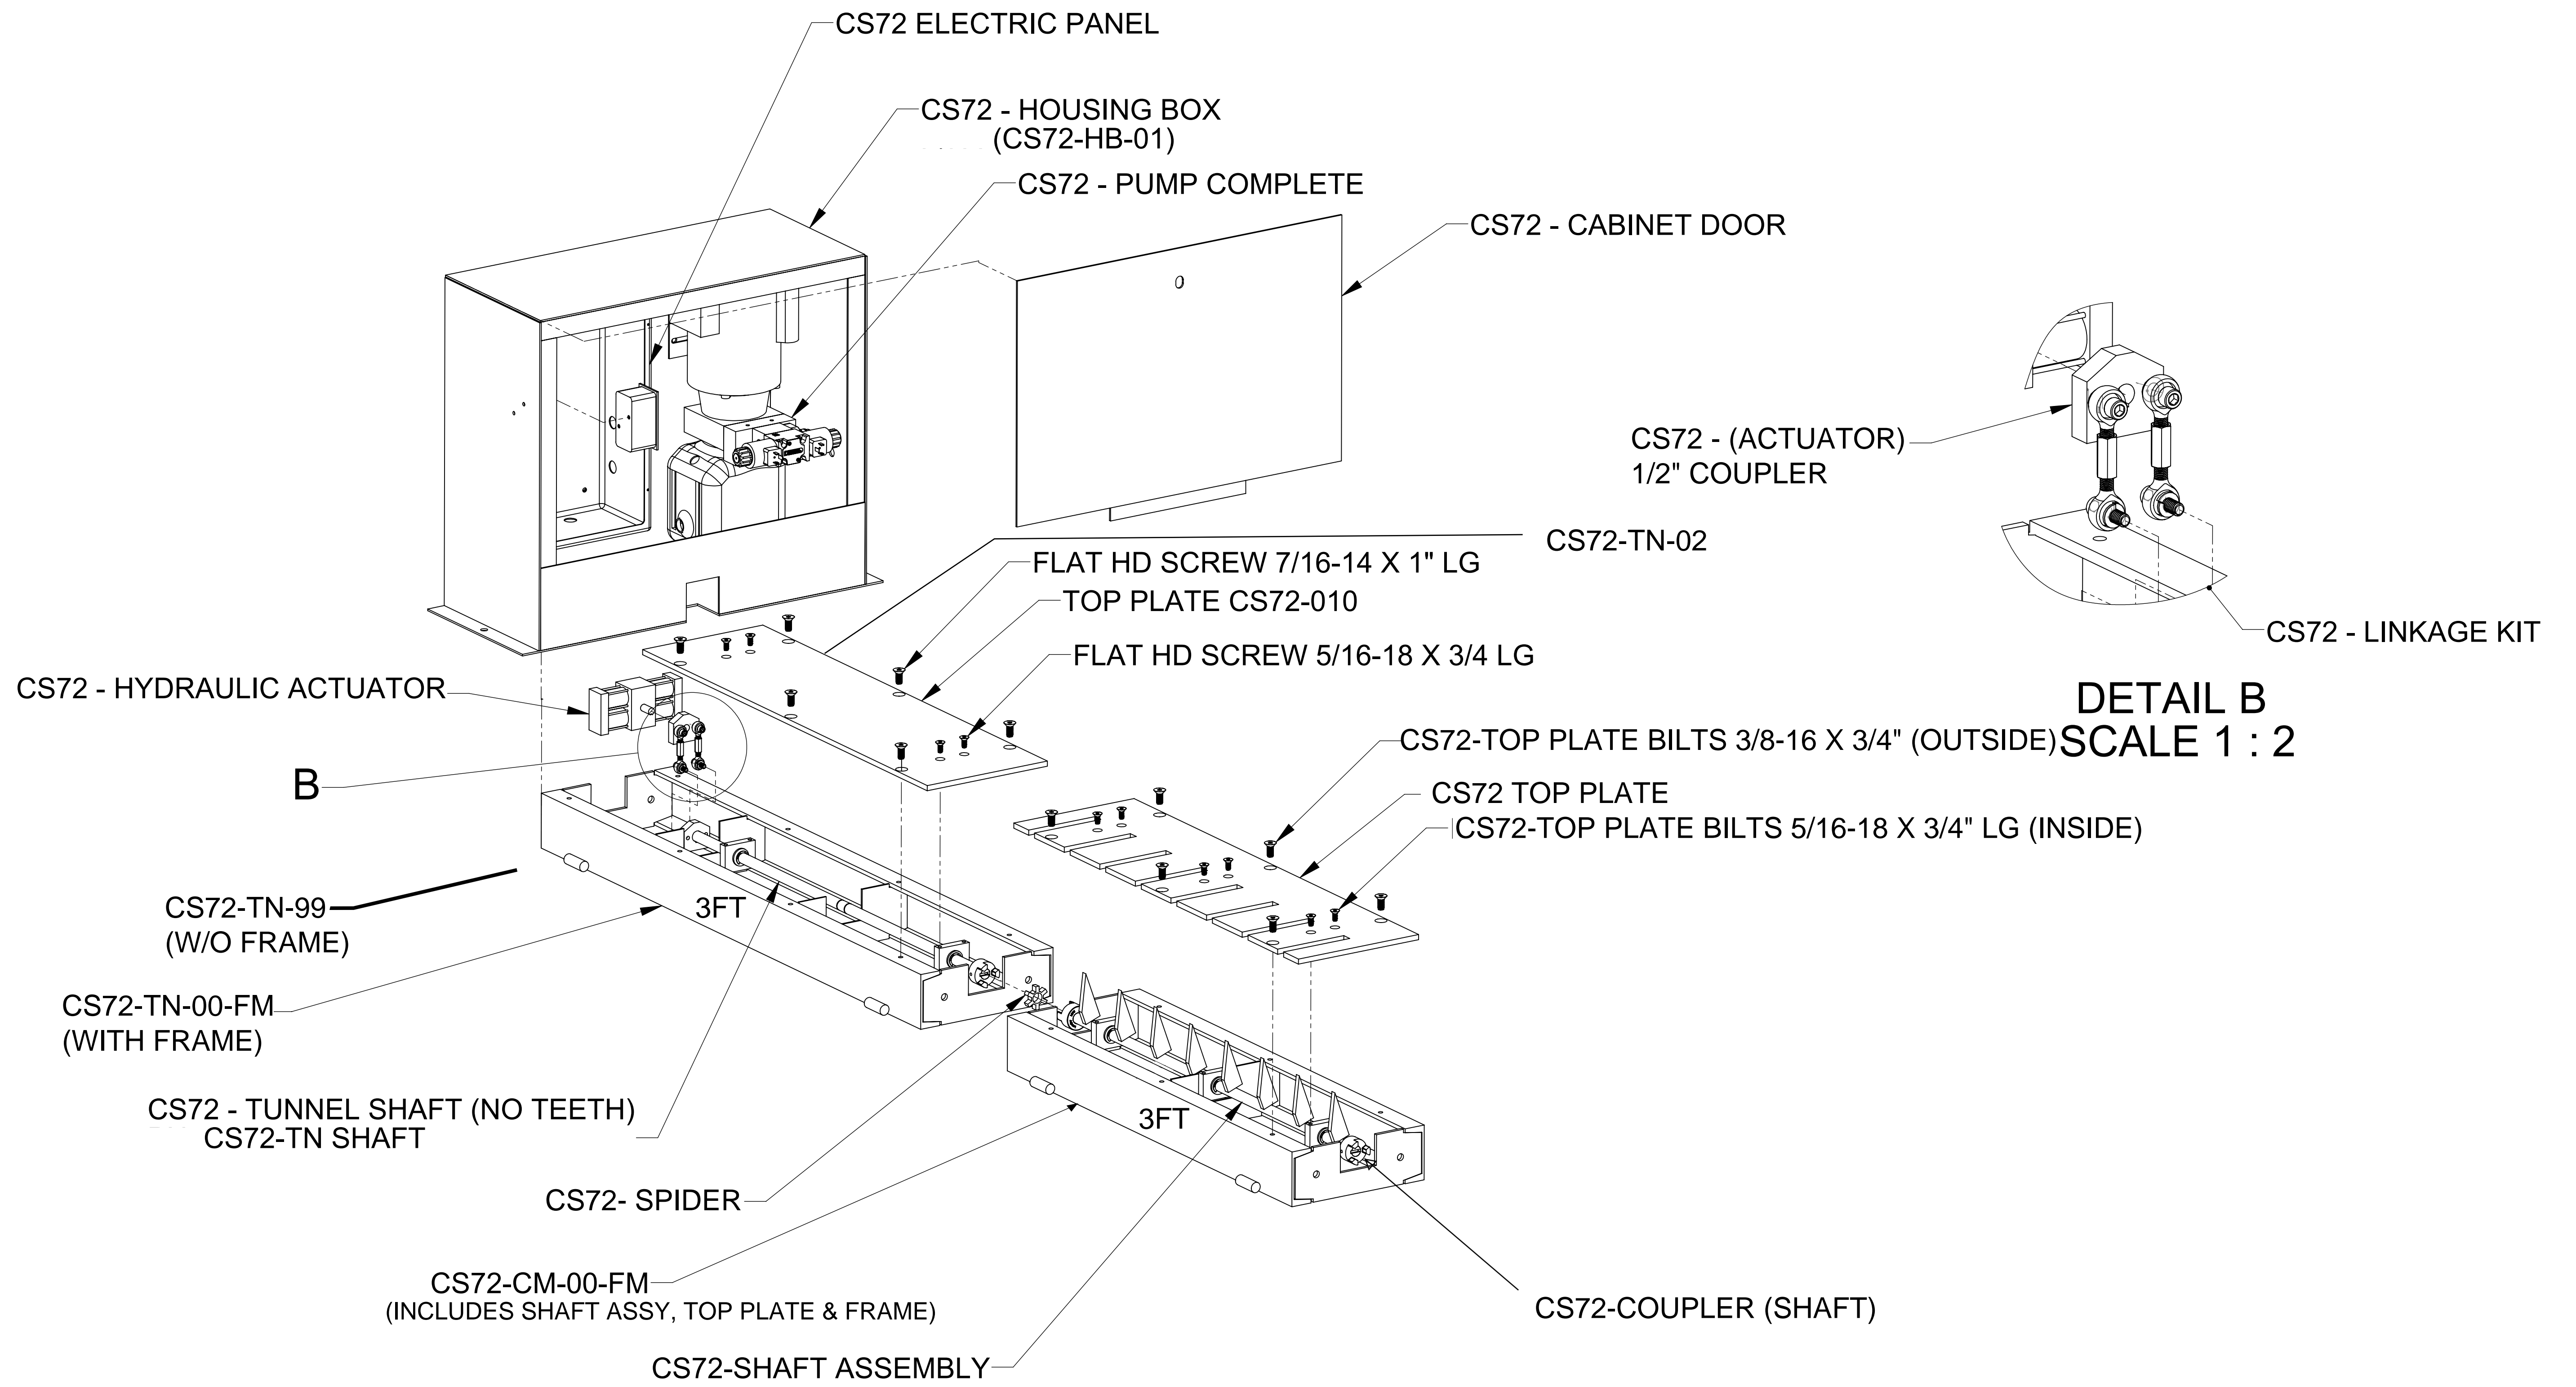 CS72 ELECTRIC PANEL
CS72 - HOUSING BOX
(CS72-HB-01)
CS72 - PUMP COMPLETE
CS72 - CABINET DOOR
CS72 - (ACTUATOR)
1/2" COUPLER
CS72-TN-02
FLAT HD SCREW 7/16-14 X 1" LG
TOP PLATE CS72-010
FLAT HD SCREW 5/16-18 X 3/4 LG
CS72 - LINKAGE KIT
CS72 - HYDRAULIC ACTUATOR
DETAIL B
SCALE 1 : 2
CS72-TOP PLATE BILTS 3/8-16 X 3/4" (OUTSIDE)
B
CS72 TOP PLATE
CS72-TOP PLATE BILTS 5/16-18 X 3/4" LG (INSIDE)
CS72-TN-99
(W/O FRAME)
3FT
CS72-TN-00-FM
(WITH FRAME)
CS72 - TUNNEL SHAFT (NO TEETH)
CS72-TN SHAFT
3FT
CS72- SPIDER
CS72-CM-00-FM
(INCLUDES SHAFT ASSY, TOP PLATE & FRAME)
CS72-COUPLER (SHAFT)
CS72-SHAFT ASSEMBLY